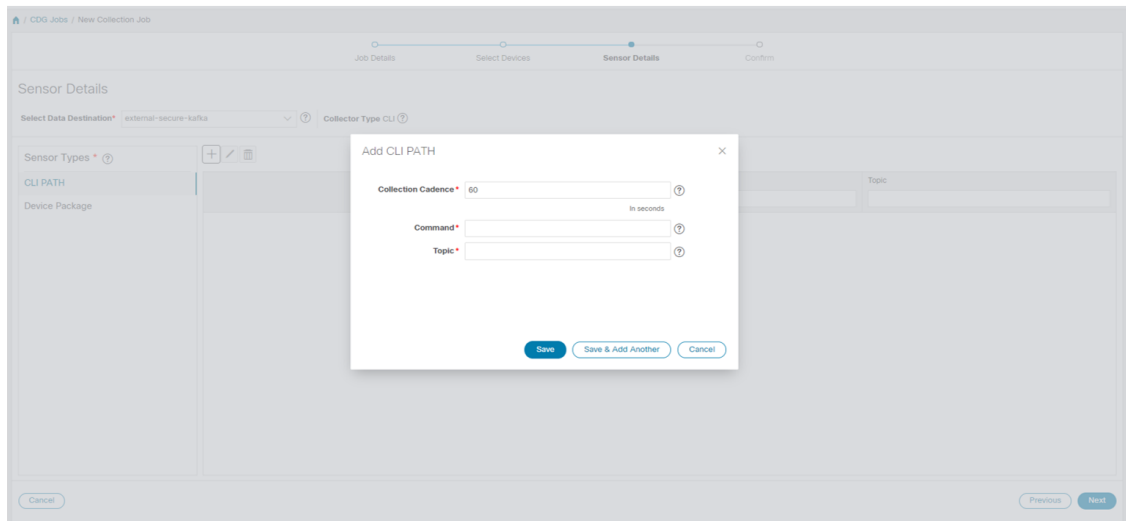 / CDG Jobs / New Collection Job
Job Details Select Devices Sensor Details Confirm
Sensor Details
Select Data Destination* external-secure-kafka ? Collector Type CLI ?
Sensor Types * ?
CLI PATH
Device Package
Topic
Add CLI PATH
Collection Cadence* 60 ?
In seconds
Command* ?
Topic* ?
Save Save & Add Another Cancel
Cancel Previous Next